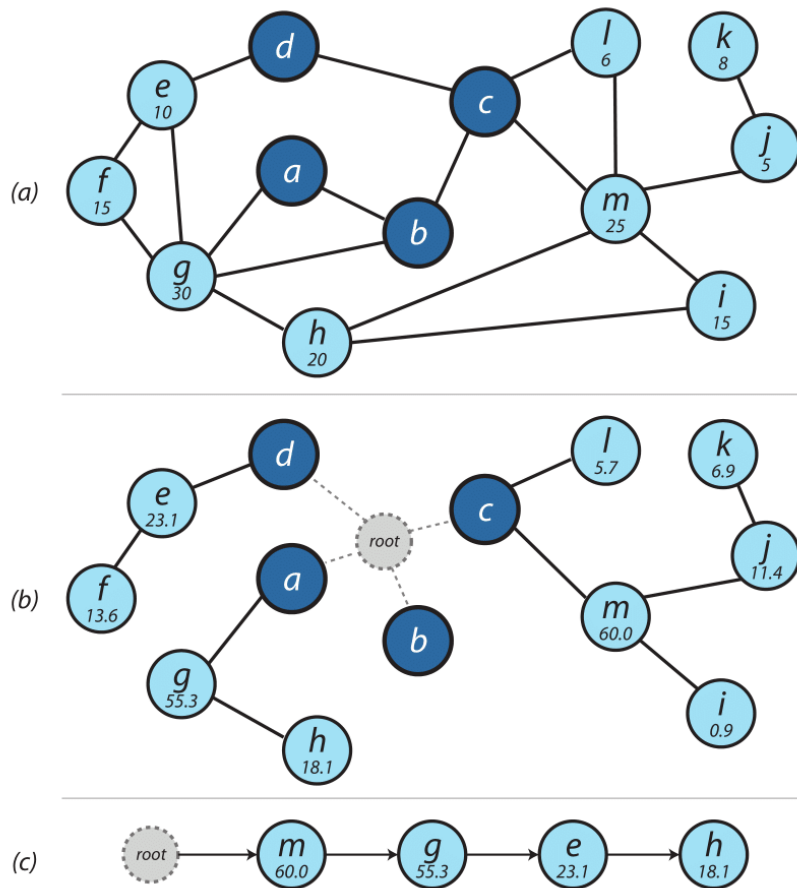 d
l
6
k
8
e
10
c
a
j
5
(a)
f
15
m
25
b
g
30
i
15
h
20
d
l
5.7
k
6.9
e
23.1
c
root
j
11.4
a
(b)
f
13.6
m
60.0
b
g
55.3
i
0.9
h
18.1
(c)
root
m
60.0
g
55.3
e
23.1
h
18.1